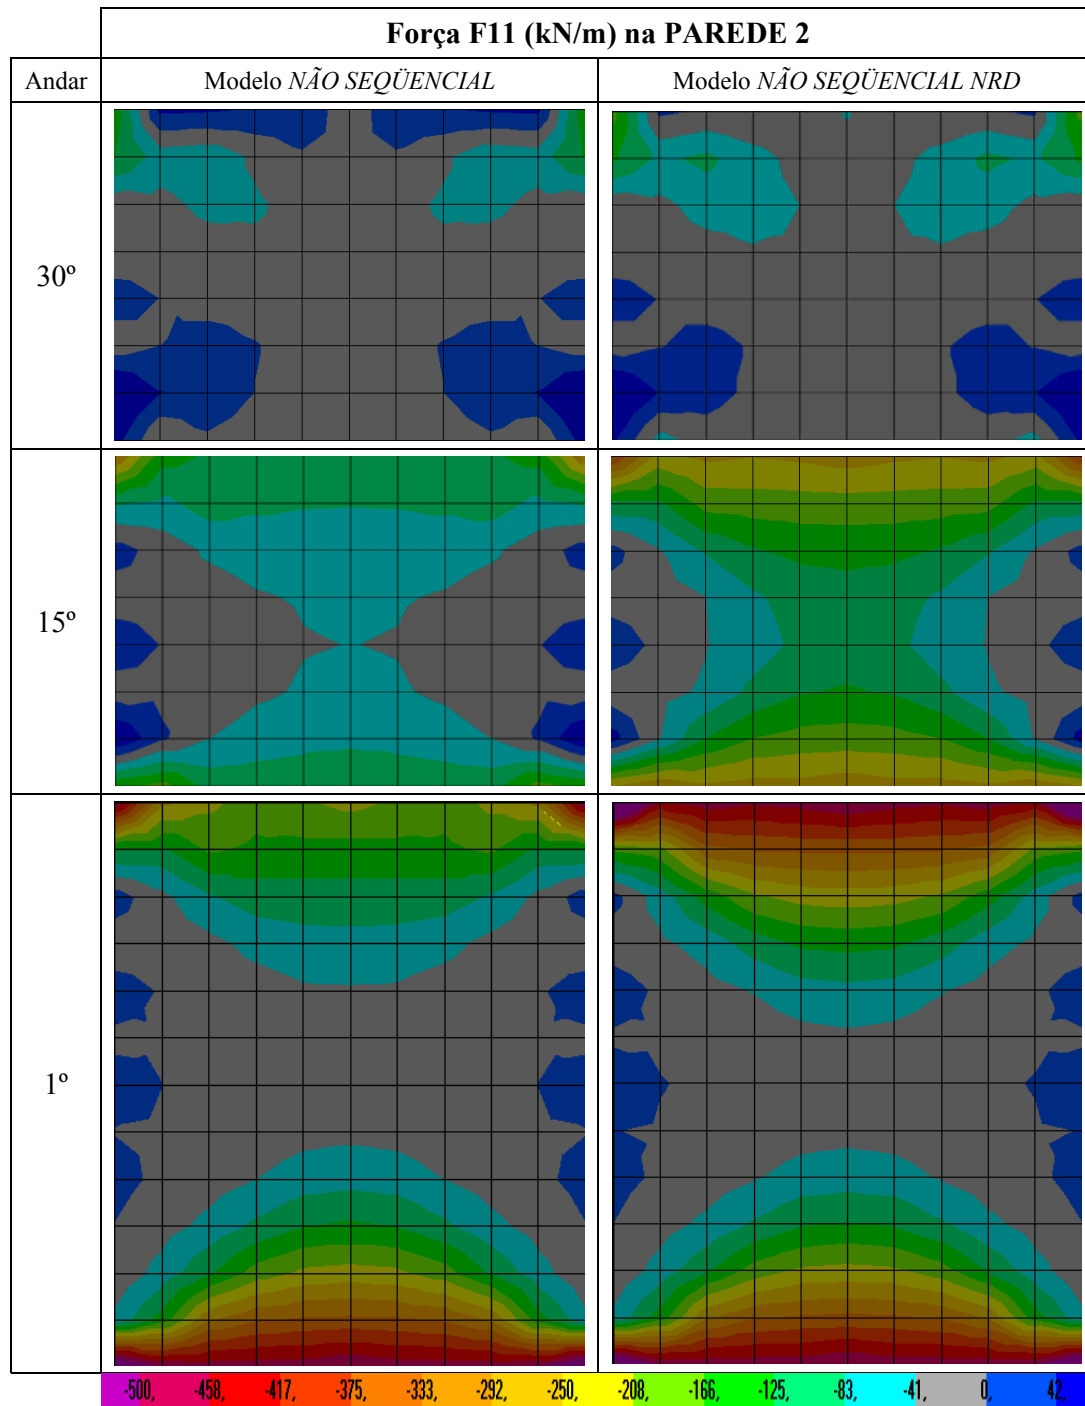 Força F11 (kN/m) na PAREDE 2
Andar Modelo NÃO SEQÜENCIAL Modelo NÃO SEQÜENCIAL NRD
30º
15º
1º
-500, -458, -417, -375, -333, -292, -250, -208, -166, -125, -83, -41, 0, 42,